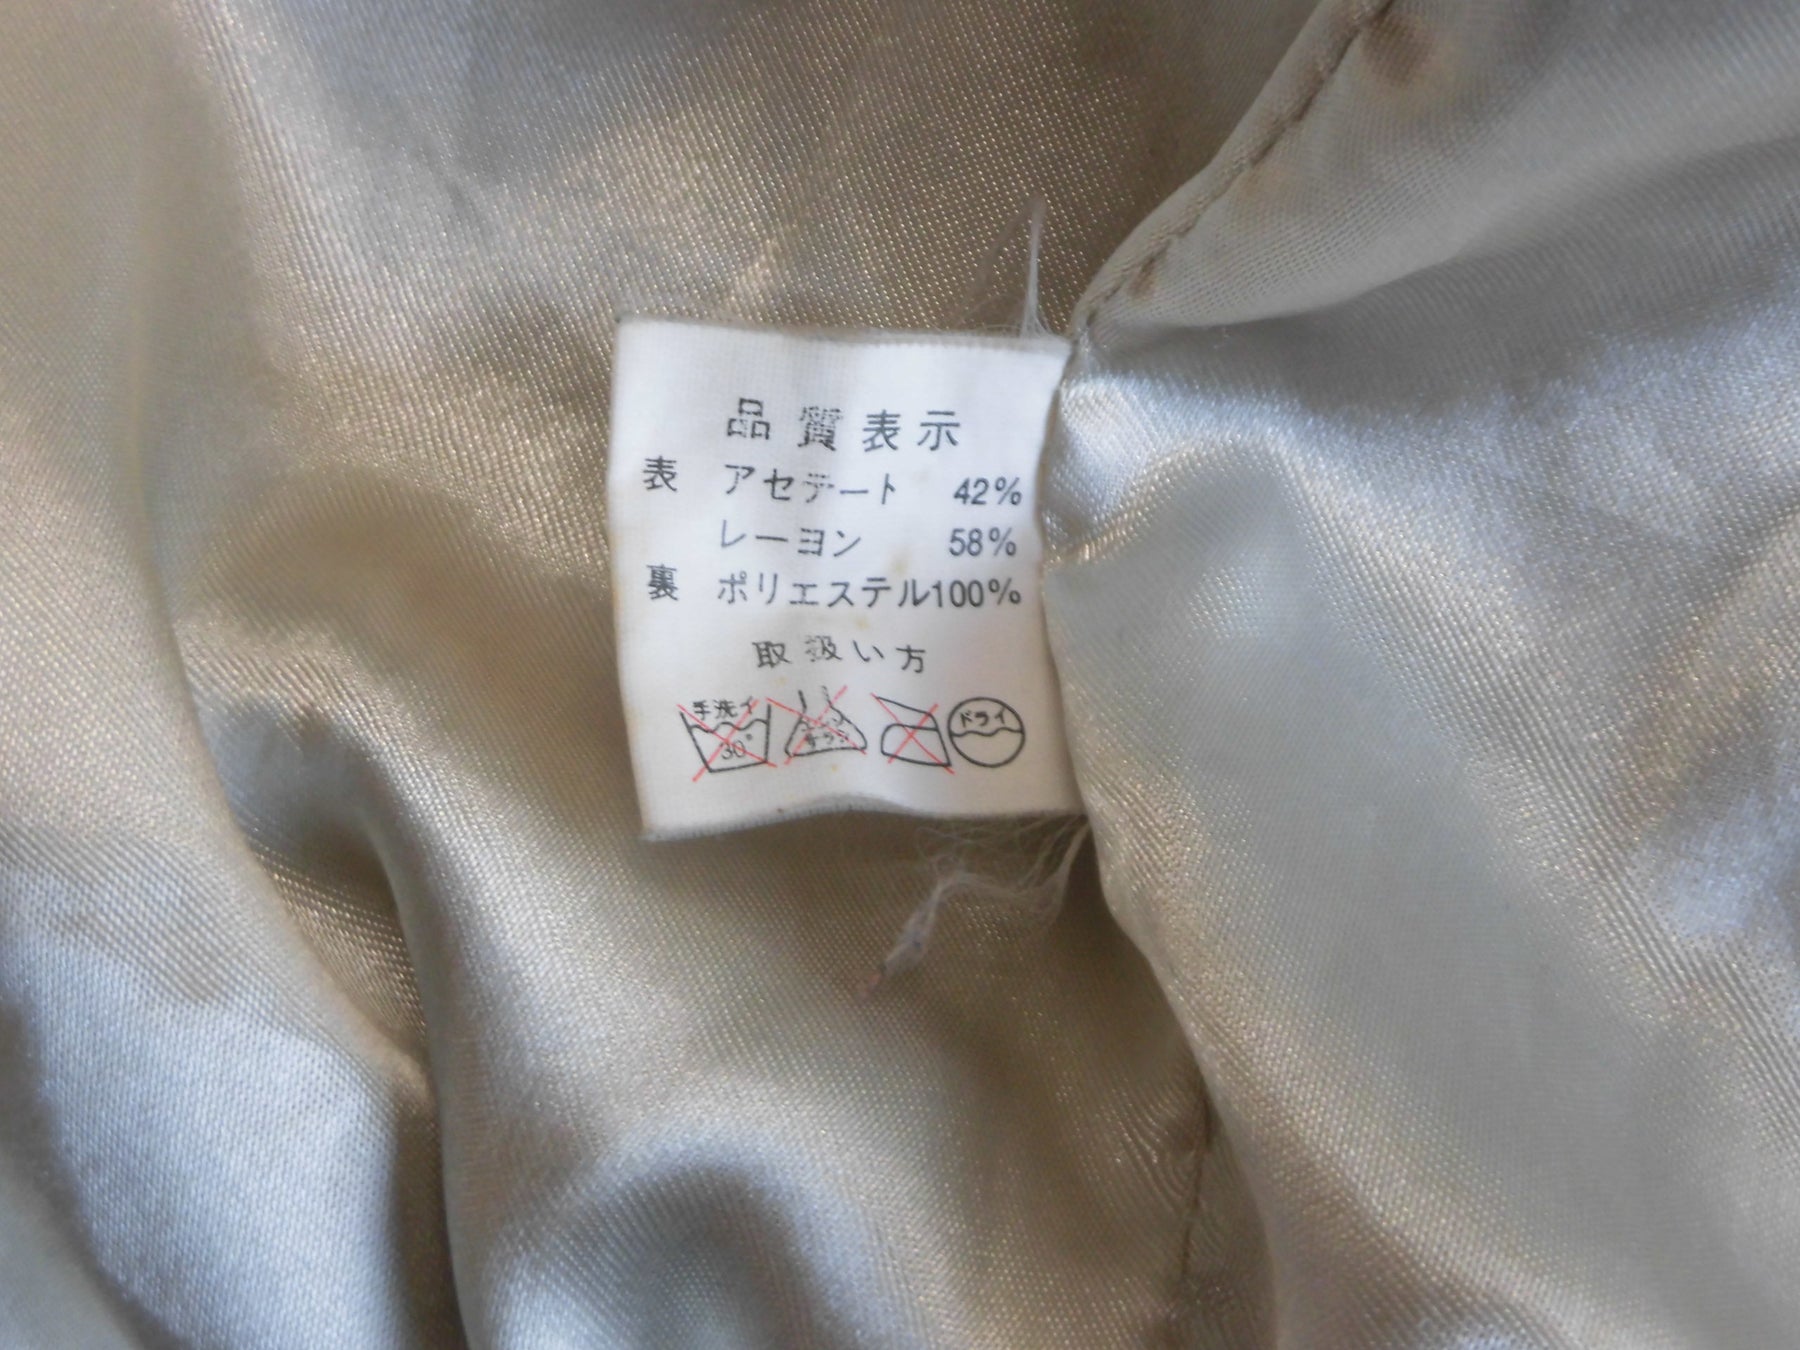 品質表示
表 アセテート 42%
レーヨン 58%
裏 ポリエステル100%
取扱い方
手洗イ 30° ドライ